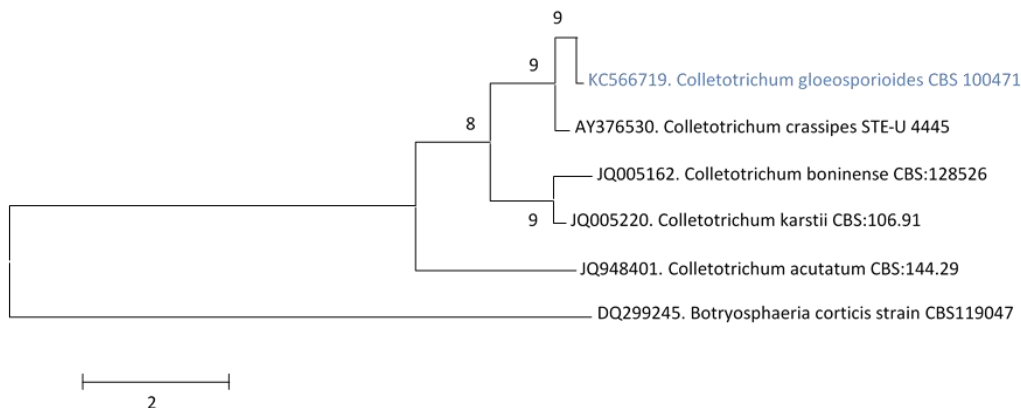 9
9
KC566719. Colletotrichum gloeosporioides CBS 100471
8
AY376530. Colletotrichum crassipes STE-U 4445
JQ005162. Colletotrichum boninense CBS:128526
9
JQ005220. Colletotrichum karstii CBS:106.91
JQ948401. Colletotrichum acutatum CBS:144.29
DQ299245. Botryosphaeria corticis strain CBS119047
2